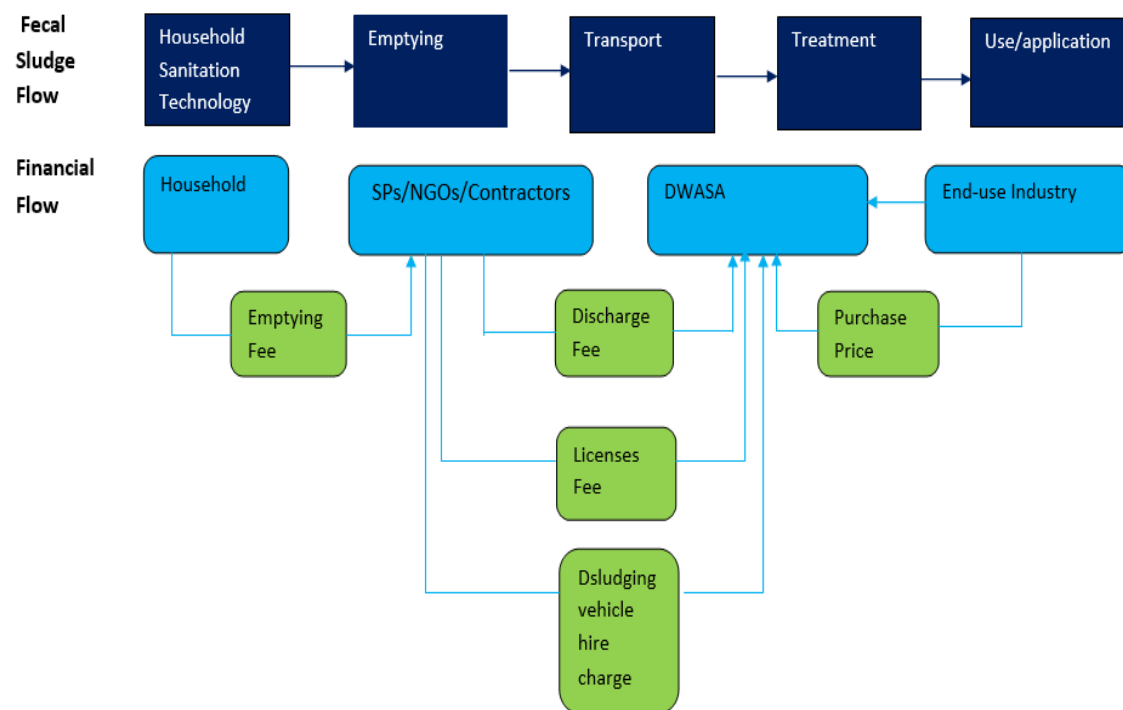 Fecal
Sludge
Flow
Household
Sanitation
Technology
Emptying
Transport
Treatment
Use/application
Financial
Flow
Household
SPs/NGOs/Contractors
DWASA
End-use Industry
Emptying
Fee
Discharge
Fee
Purchase
Price
Licenses
Fee
Dsludging
vehicle
hire
charge